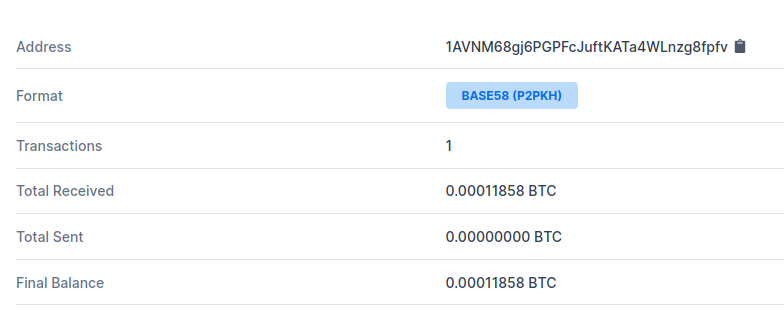 Address 1AVNM68gj6PGPFcJuftKATa4WLnzg8fpfv
Format BASE58 (P2PKH)
Transactions 1
Total Received 0.00011858 BTC
Total Sent 0.00000000 BTC
Final Balance 0.00011858 BTC